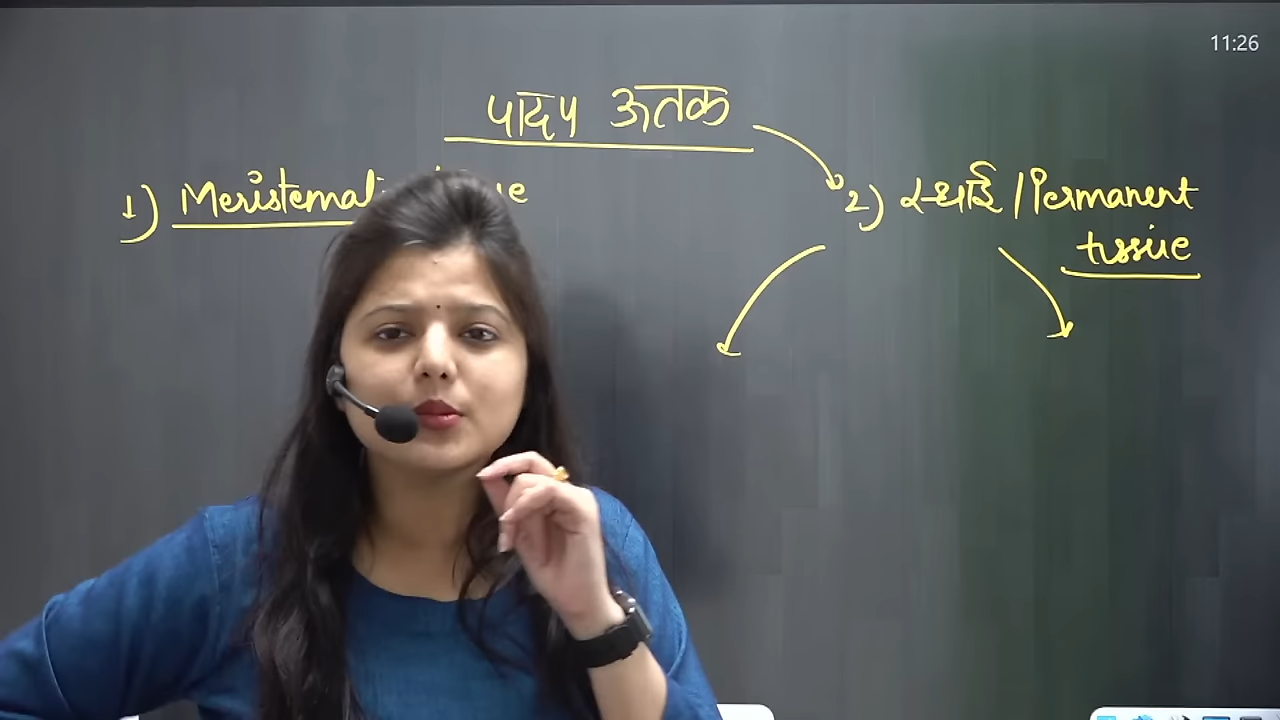 11:26
पादप ऊतक
1) Meristemati
2) स्थाई / Permanent
tissue